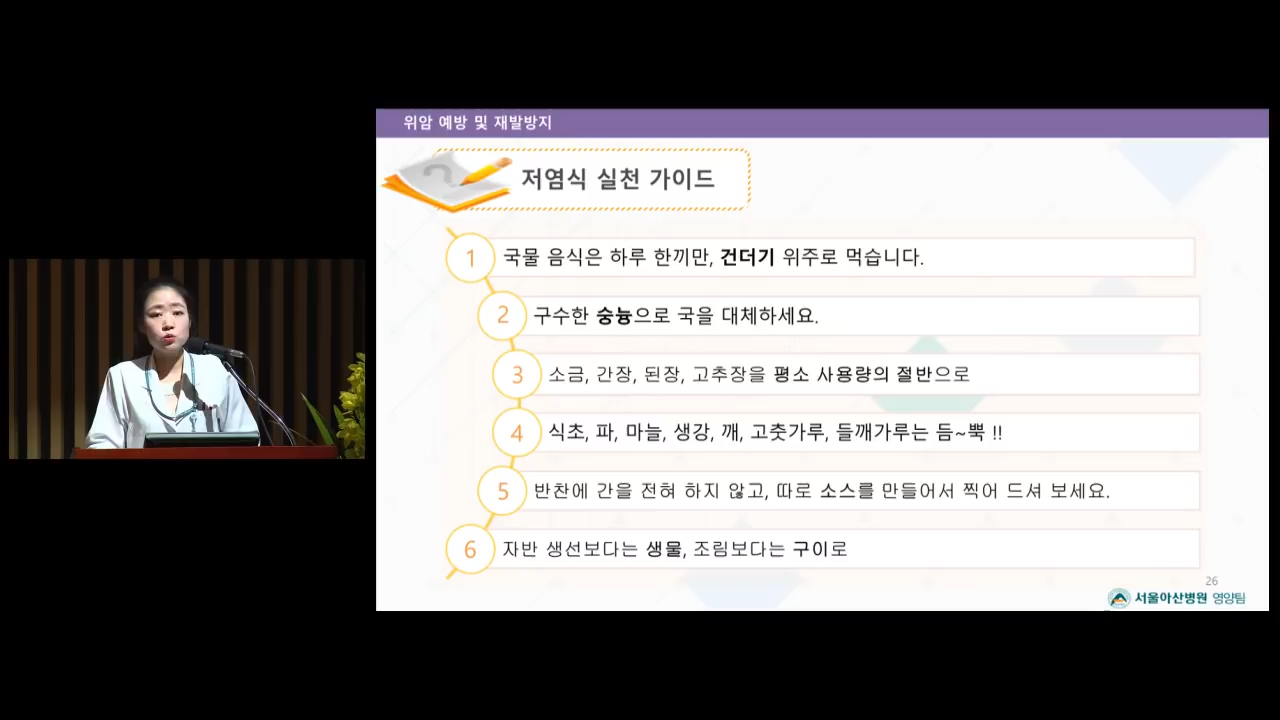 위암 예방 및 재발방지
저염식 실천 가이드
1 국물 음식은 하루 한끼만, 건더기 위주로 먹습니다.
2 구수한 숭늉으로 국을 대체하세요.
3 소금, 간장, 된장, 고추장을 평소 사용량의 절반으로
4 식초, 파, 마늘, 생강, 깨, 고춧가루, 들깨가루는 듬~뿍 !!
5 반찬에 간을 전혀 하지 않고, 따로 소스를 만들어서 찍어 드셔 보세요.
6 자반 생선보다는 생물, 조림보다는 구이로
26
서울아산병원 영양팀